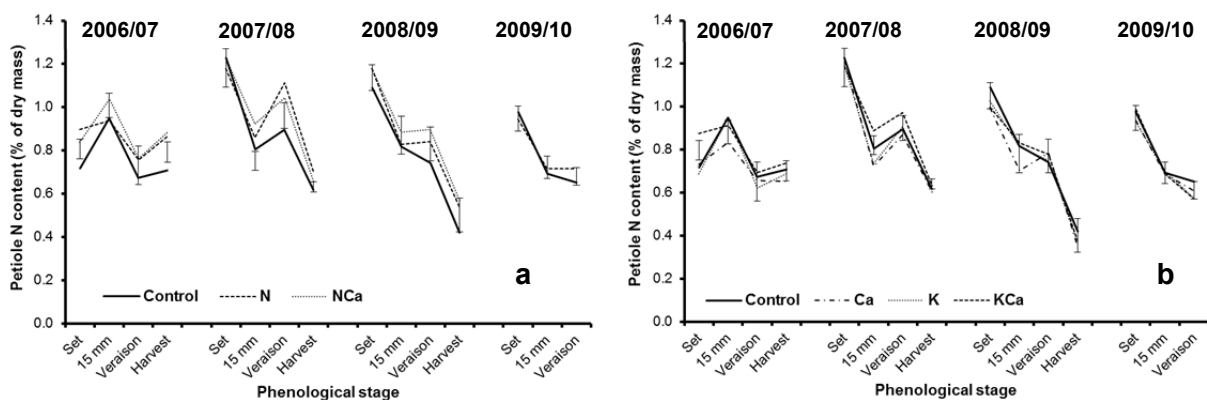 Petiole N content (% of dry mass)
1.4
1.2
1.0
0.8
0.6
0.4
0.2
0.0
2006/07 2007/08 2008/09 2009/10
Control N NCa
a
Set 15 mm Veraison Harvest Set 15 mm Veraison Harvest Set 15 mm Veraison Harvest Set 15 mm Veraison
Phenological stage
Petiole N content (% of dry mass)
1.4
1.2
1.0
0.8
0.6
0.4
0.2
0.0
2006/07 2007/08 2008/09 2009/10
Control Ca K KCa
b
Set 15 mm Veraison Harvest Set 15 mm Veraison Harvest Set 15 mm Veraison Harvest Set 15 mm Veraison
Phenological stage